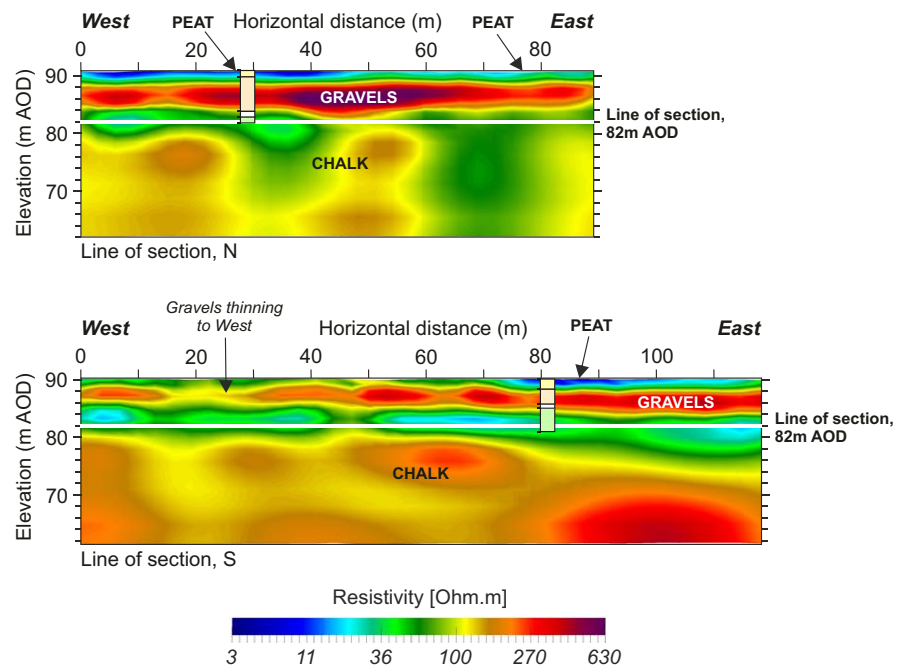 West PEAT Horizontal distance (m) PEAT East
0 20 40 60 80
Elevation (m AOD)
90
80
70
GRAVELS
CHALK
Line of section,
82m AOD
Line of section, N
Gravels thinning
to West
West Horizontal distance (m) PEAT East
0 20 40 60 80 100
Elevation (m AOD)
90
80
70
GRAVELS
CHALK
Line of section,
82m AOD
Line of section, S
Resistivity [Ohm.m]
3 11 36 100 270 630